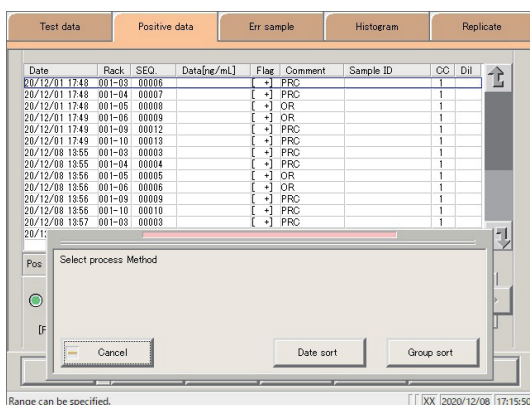 Test data Positive data Err sample Histogram Replicate
Date Rack SEQ. Data[ng/mL] Flag Comment Sample ID CC Dil
20/12/01 17:48 001-03 00006 [ +] PRC 1
20/12/01 17:48 001-04 00007 [ +] PRC 1
20/12/01 17:48 001-05 00008 [ +] OR 1
20/12/01 17:49 001-06 00009 [ +] OR 1
20/12/01 17:49 001-09 00012 [ +] PRC 1
20/12/01 17:49 001-10 00013 [ +] PRC 1
20/12/08 13:55 001-03 00003 [ +] PRC 1
20/12/08 13:55 001-04 00004 [ +] PRC 1
20/12/08 13:56 001-05 00005 [ +] OR 1
20/12/08 13:56 001-06 00006 [ +] OR 1
20/12/08 13:56 001-09 00009 [ +] PRC 1
20/12/08 13:56 001-10 00010 [ +] PRC 1
20/12/08 13:57 001-03 00003 [ +] PRC 1
Pos
Select process Method
Cancel Date sort Group sort
Range can be specified. XX 2020/12/08 17:15:50